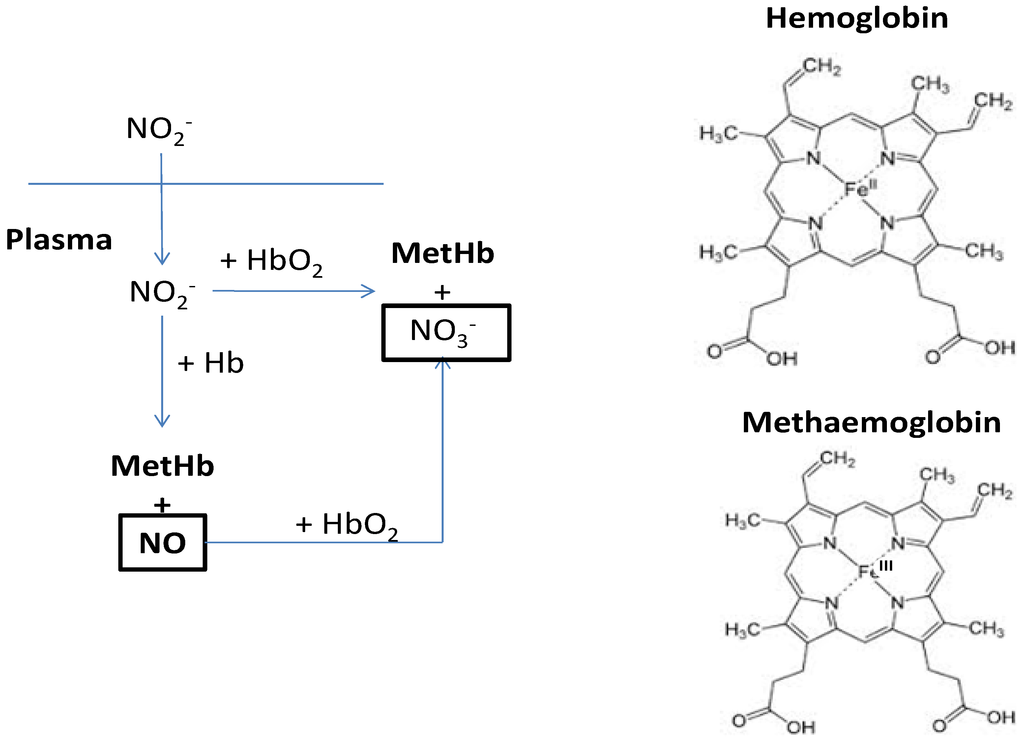 Hemoglobin
CH₂
CH₃
CH₂
H₃C
N
N
Feᴵᴵ
N
N
H₃C
CH₃
O
OH
O
OH
NO₂⁻
Plasma
NO₂⁻
+ HbO₂
MetHb
+
NO₃⁻
+ Hb
MetHb
+
NO
+ HbO₂
Methaemoglobin
CH₂
CH₃
CH₂
H₃C
N
N
Feᴵᴵᴵ
N
N
H₃C
CH₃
O
OH
O
OH